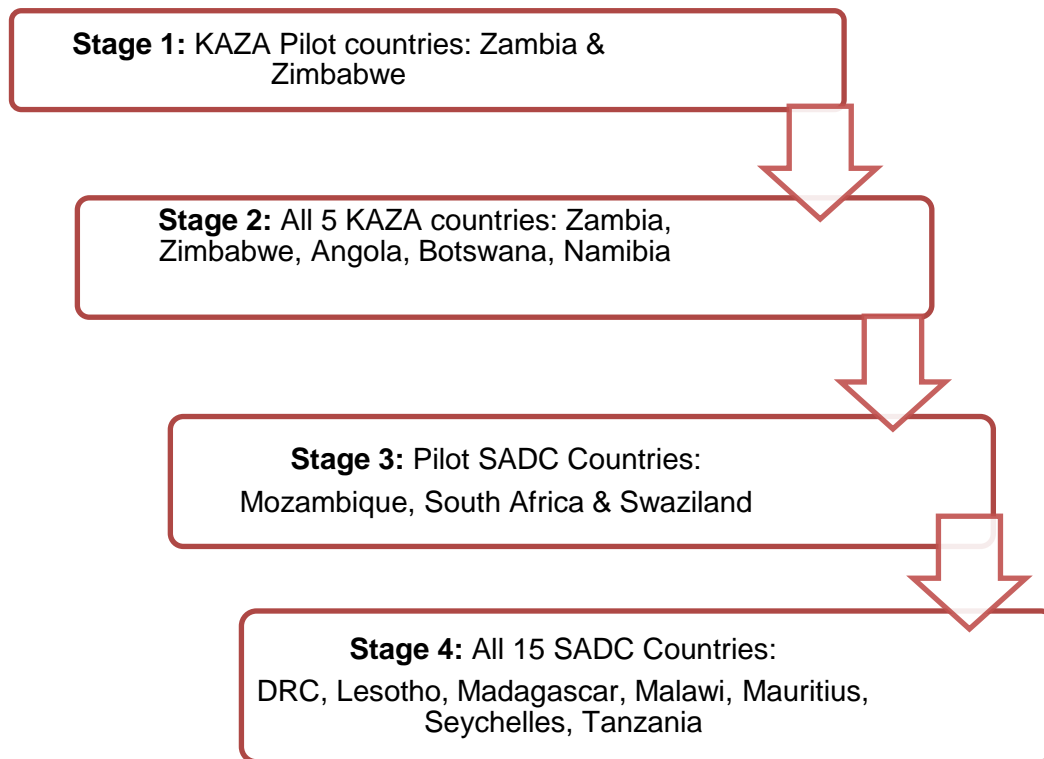 Stage 1: KAZA Pilot countries: Zambia &
Zimbabwe
Stage 2: All 5 KAZA countries: Zambia,
Zimbabwe, Angola, Botswana, Namibia
Stage 3: Pilot SADC Countries:
Mozambique, South Africa & Swaziland
Stage 4: All 15 SADC Countries:
DRC, Lesotho, Madagascar, Malawi, Mauritius,
Seychelles, Tanzania